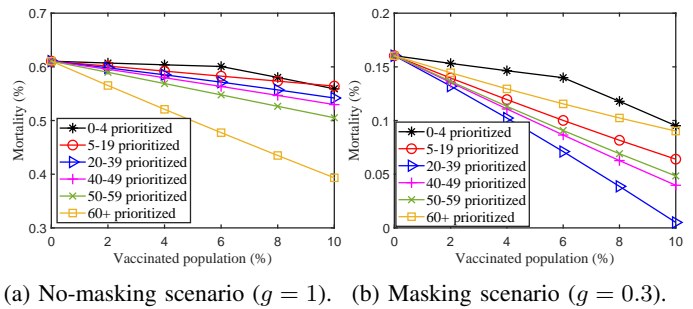 0.7
0.6
0.5
0.4
0.3
Mortality (%)
0-4 prioritized
5-19 prioritized
20-39 prioritized
40-49 prioritized
50-59 prioritized
60+ prioritized
0 2 4 6 8 10
Vaccinated population (%)
(a) No-masking scenario (g = 1).
0.2
0.15
0.1
0.05
0
Mortality (%)
0-4 prioritized
5-19 prioritized
20-39 prioritized
40-49 prioritized
50-59 prioritized
60+ prioritized
0 2 4 6 8 10
Vaccinated population (%)
(b) Masking scenario (g = 0.3).